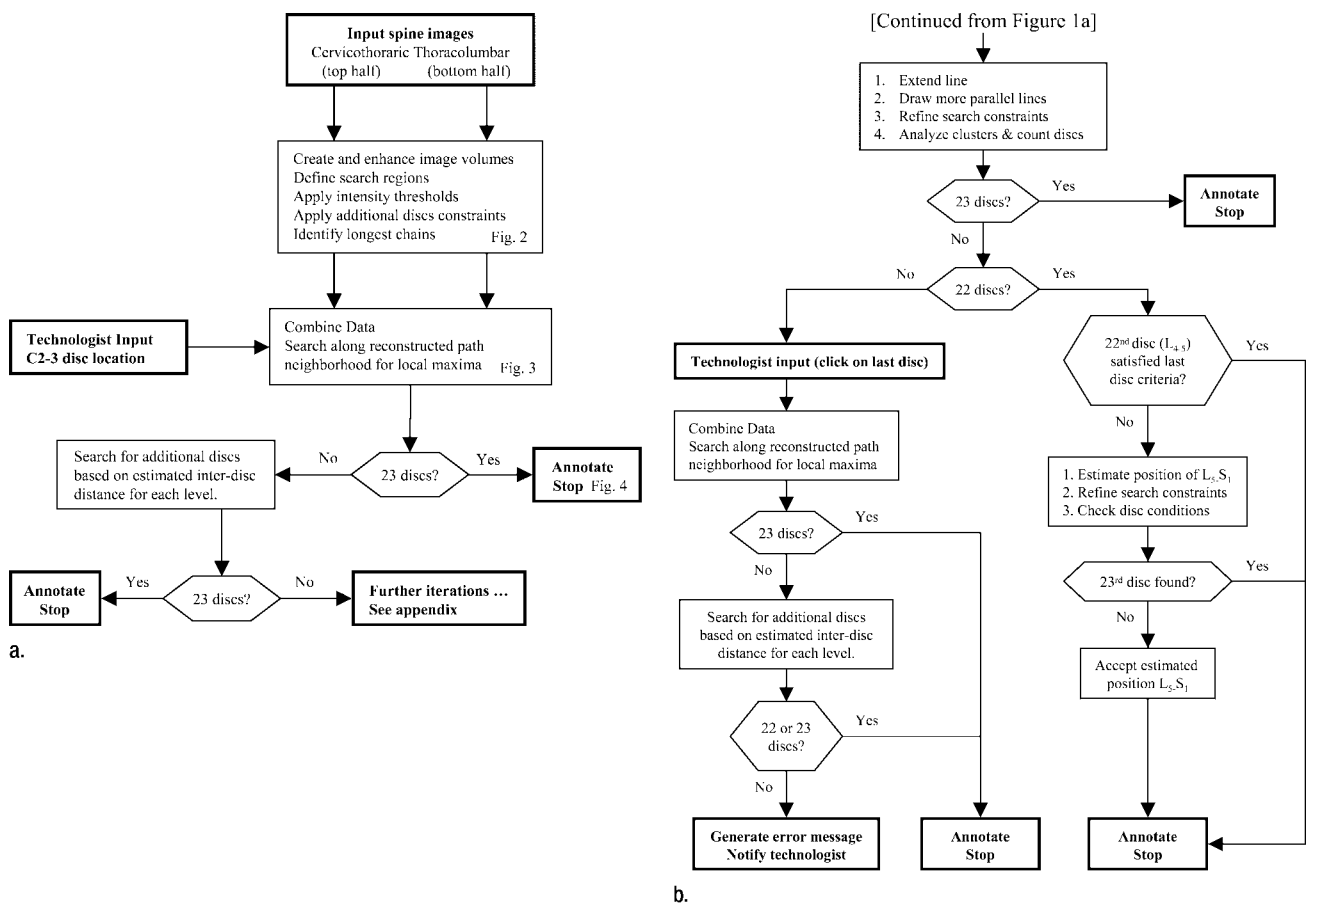 Input spine images
Cervicothoraric Thoracolumbar
(top half) (bottom half)
Create and enhance image volumes
Define search regions
Apply intensity thresholds
Apply additional discs constraints
Identify longest chains Fig. 2
Technologist Input
C2-3 disc location
Combine Data
Search along reconstructed path
neighborhood for local maxima Fig. 3
23 discs?
No
Yes
Annotate
Stop Fig. 4
Search for additional discs
based on estimated inter-disc
distance for each level.
23 discs?
Yes
No
Annotate
Stop
Further iterations ...
See appendix
a.
[Continued from Figure 1a]
1. Extend line
2. Draw more parallel lines
3. Refine search constraints
4. Analyze clusters & count discs
23 discs?
Yes
Annotate
Stop
No
22 discs?
No
Yes
Technologist input (click on last disc)
Combine Data
Search along reconstructed path
neighborhood for local maxima
23 discs?
Yes
No
Search for additional discs
based on estimated inter-disc
distance for each level.
22 or 23
discs?
Yes
No
Generate error message
Notify technologist
Annotate
Stop
22nd disc (L4-5)
satisfied last
disc criteria?
Yes
No
1. Estimate position of L5-S1
2. Refine search constraints
3. Check disc conditions
23rd disc found?
Yes
No
Accept estimated
position L5-S1
Annotate
Stop
b.